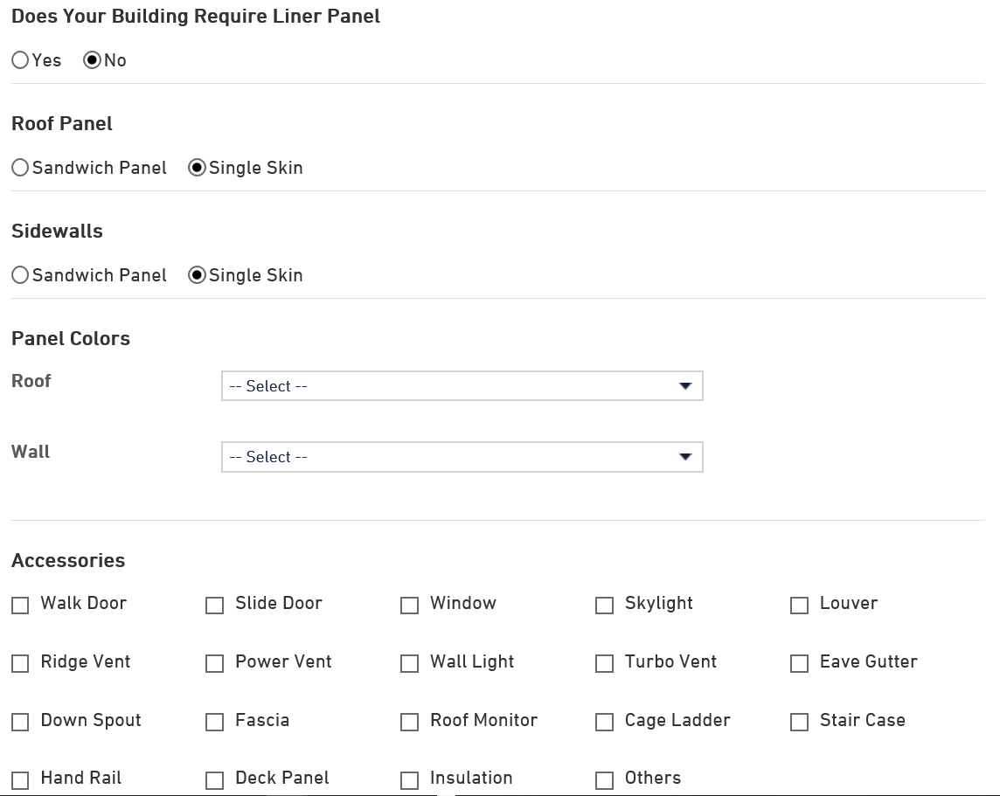 Does Your Building Require Liner Panel
Yes No
Roof Panel
Sandwich Panel Single Skin
Sidewalls
Sandwich Panel Single Skin
Panel Colors
Roof -- Select --
Wall -- Select --
Accessories
Walk Door Slide Door Window Skylight Louver
Ridge Vent Power Vent Wall Light Turbo Vent Eave Gutter
Down Spout Fascia Roof Monitor Cage Ladder Stair Case
Hand Rail Deck Panel Insulation Others